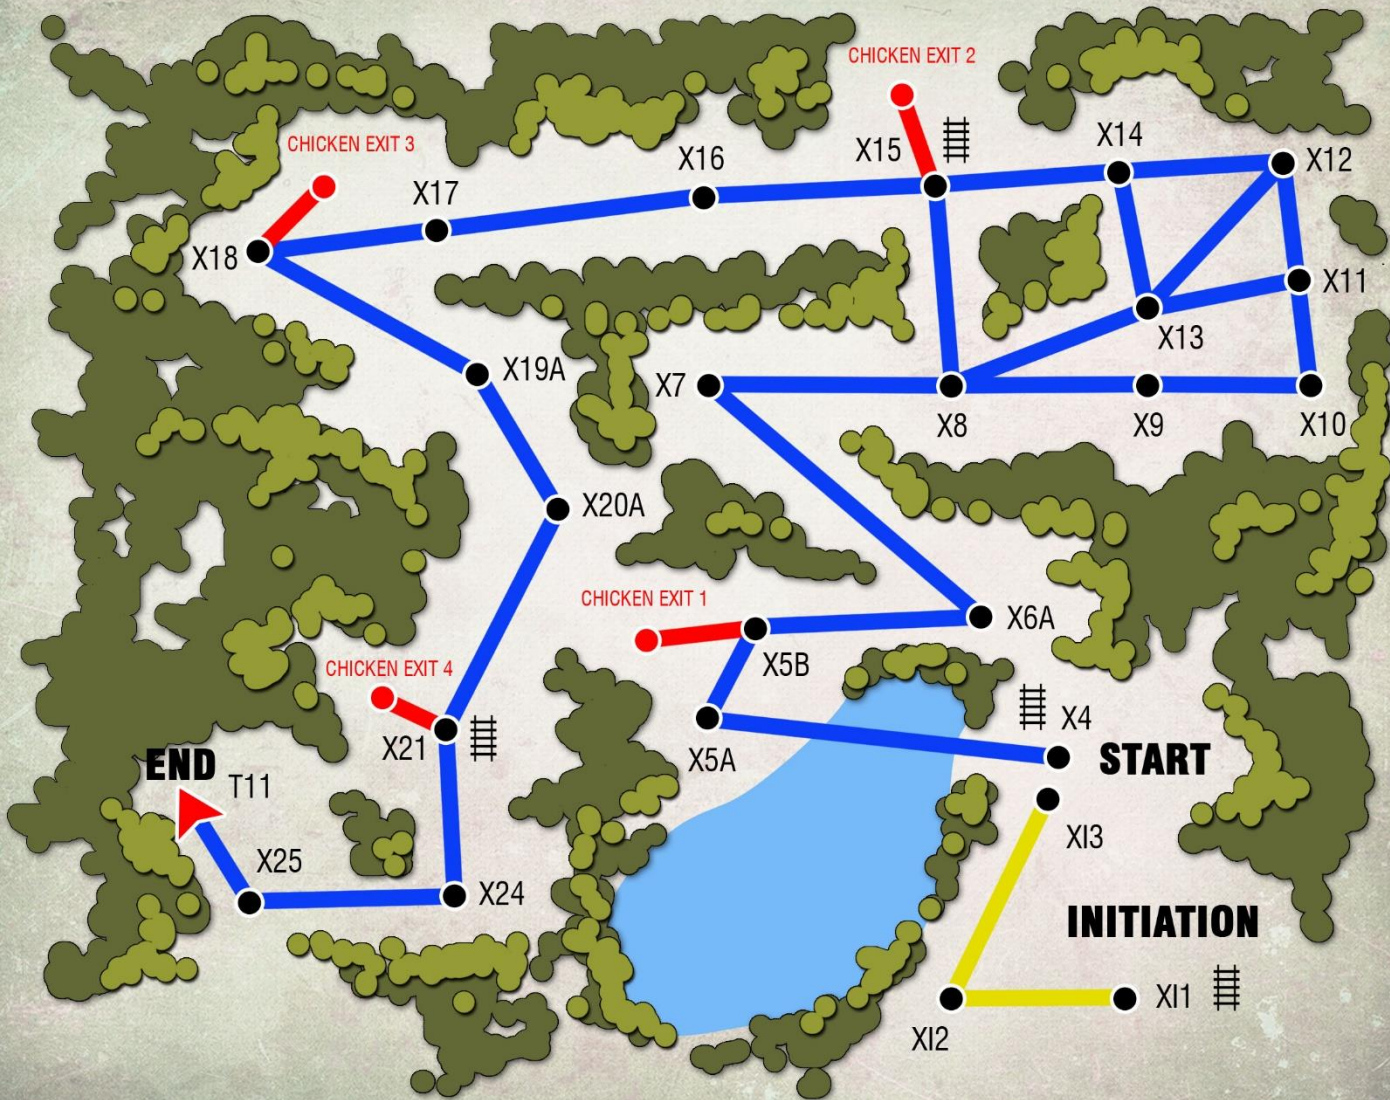 CHICKEN EXIT 2
CHICKEN EXIT 3
X14
X15
X16
X12
X17
X18
X11
X13
X19A
X7
X8
X9
X10
X20A
CHICKEN EXIT 1
X6A
X5B
CHICKEN EXIT 4
X4
X21
X5A
START
END
T11
XI3
X25
X24
INITIATION
XI1
XI2